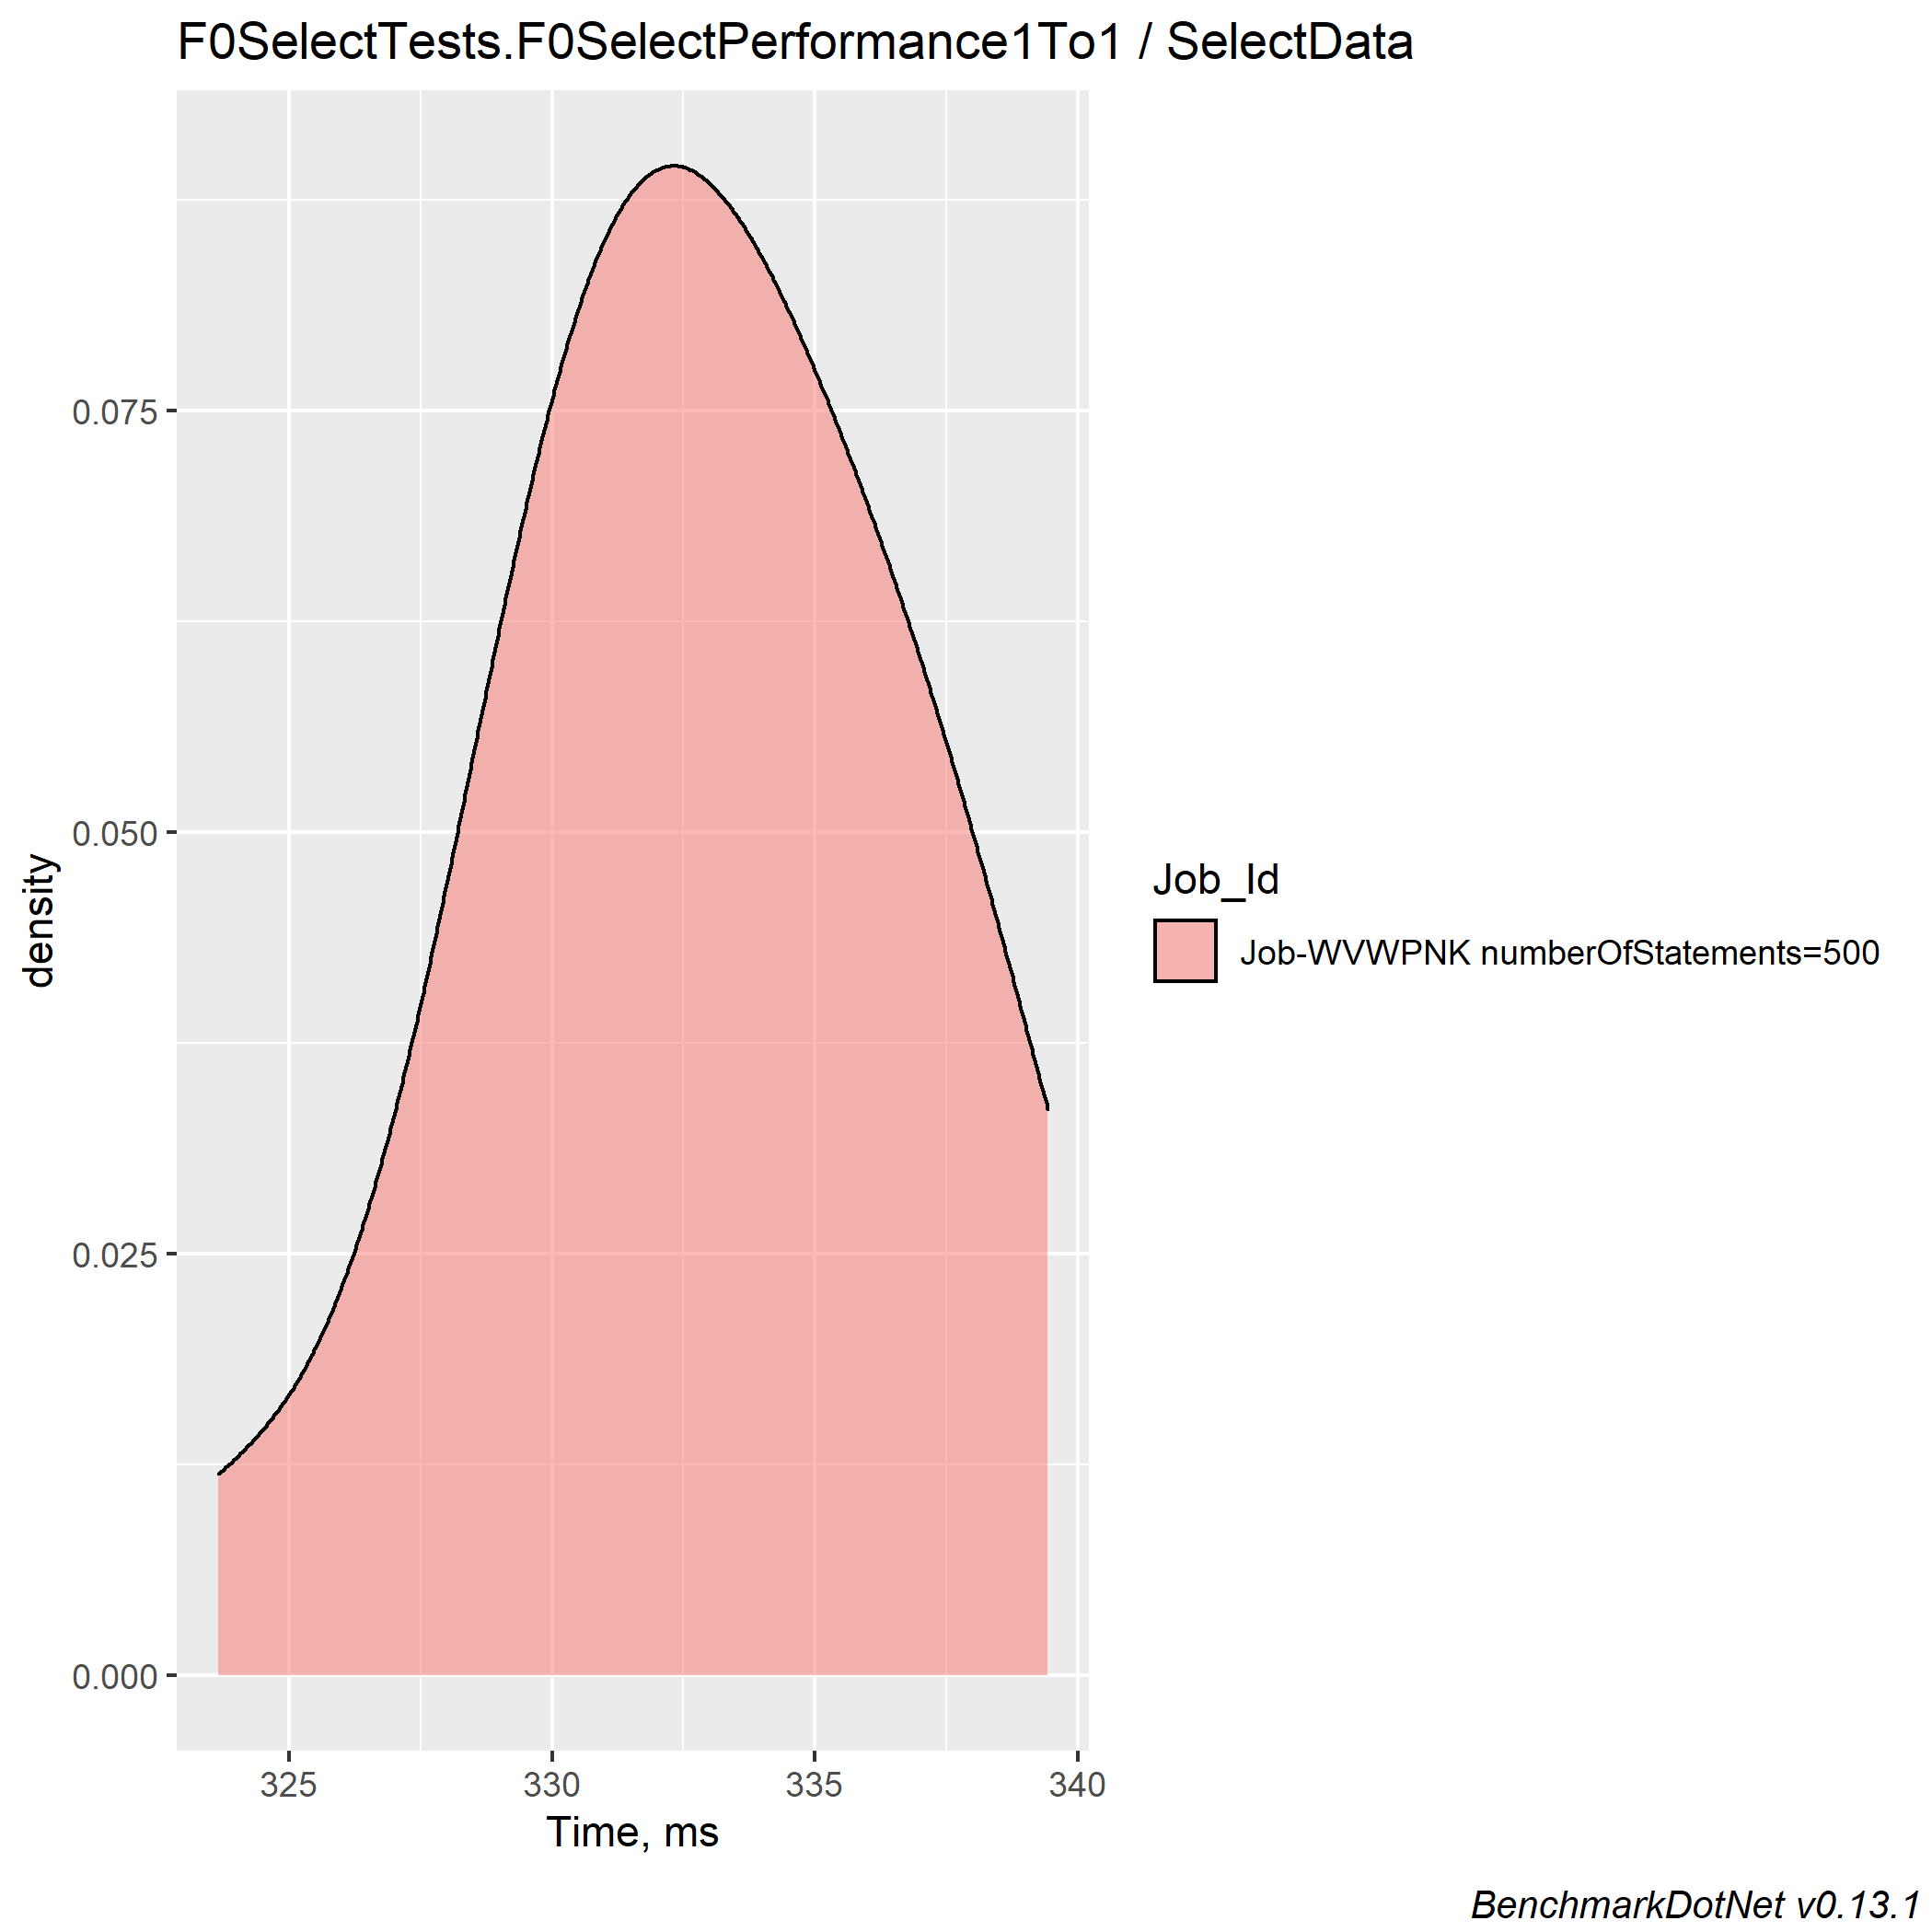 F0SelectTests.F0SelectPerformance1To1 / SelectData
0.075
0.050
0.025
0.000
density
325 330 335 340
Time, ms
Job_Id
Job-WVWPNK numberOfStatements=500
BenchmarkDotNet v0.13.1